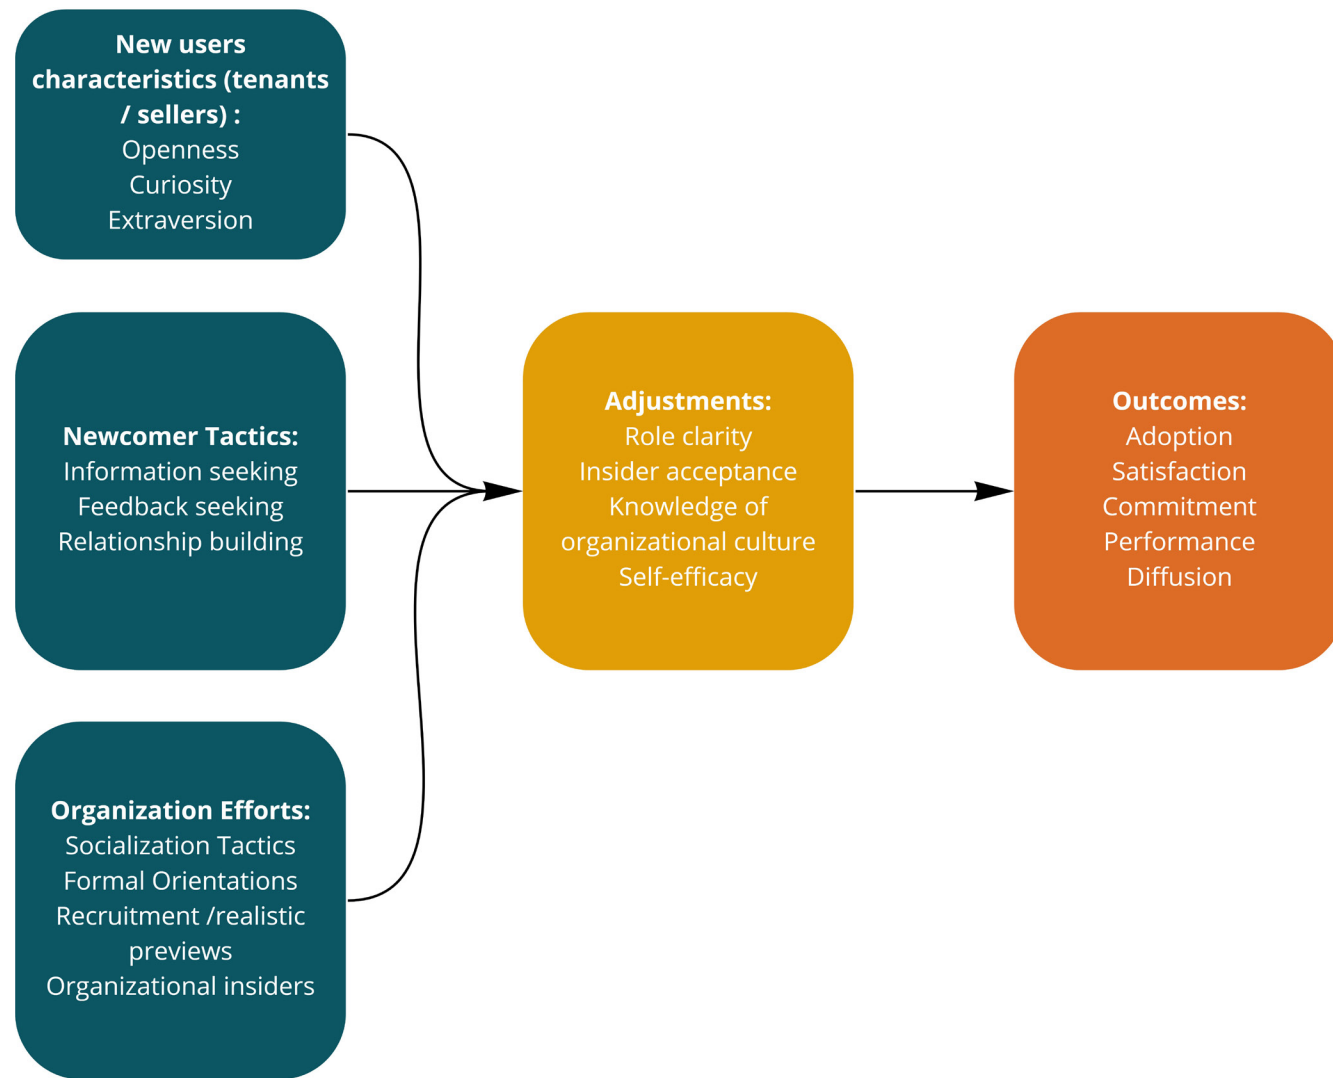 New users
characteristics (tenants
/ sellers) :
Openness
Curiosity
Extraversion
Newcomer Tactics:
Information seeking
Feedback seeking
Relationship building
Organization Efforts:
Socialization Tactics
Formal Orientations
Recruitment /realistic
previews
Organizational insiders
Adjustments:
Role clarity
Insider acceptance
Knowledge of
organizational culture
Self-efficacy
Outcomes:
Adoption
Satisfaction
Commitment
Performance
Diffusion